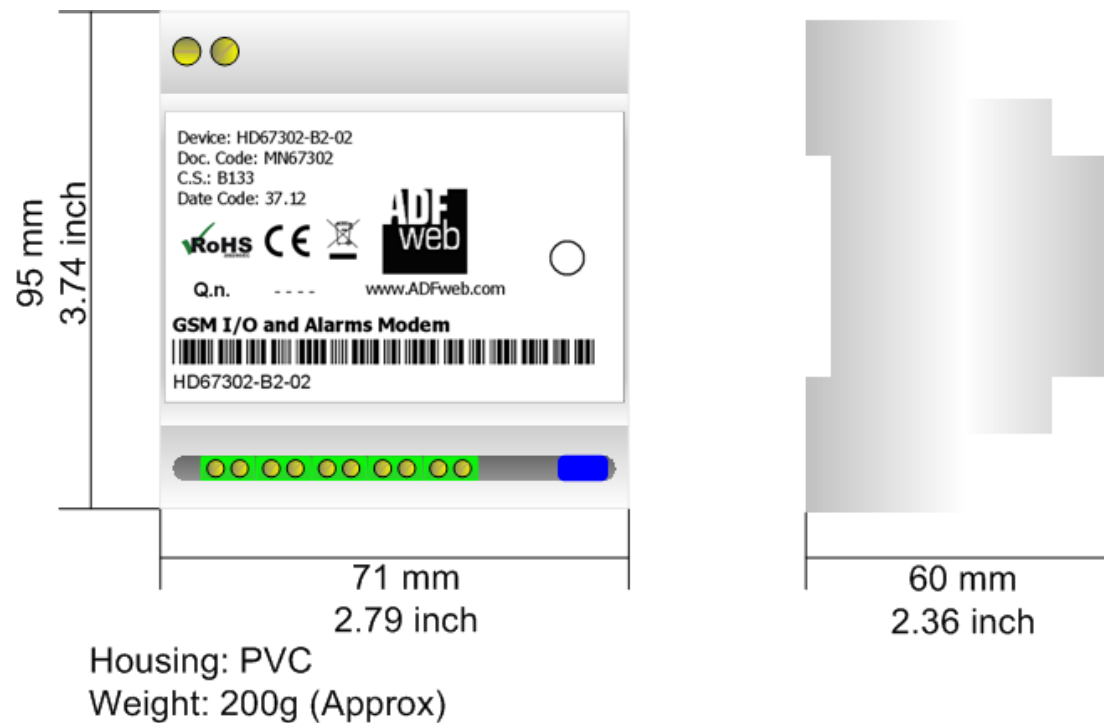 95 mm
3.74 inch
Device: HD67302-B2-02
Doc. Code: MN67302
C.S.: B133
Date Code: 37.12
RoHS CE
ADF
web
Q.n. - - - - www.ADFweb.com
GSM I/O and Alarms Modem
HD67302-B2-02
71 mm
2.79 inch
60 mm
2.36 inch
Housing: PVC
Weight: 200g (Approx)